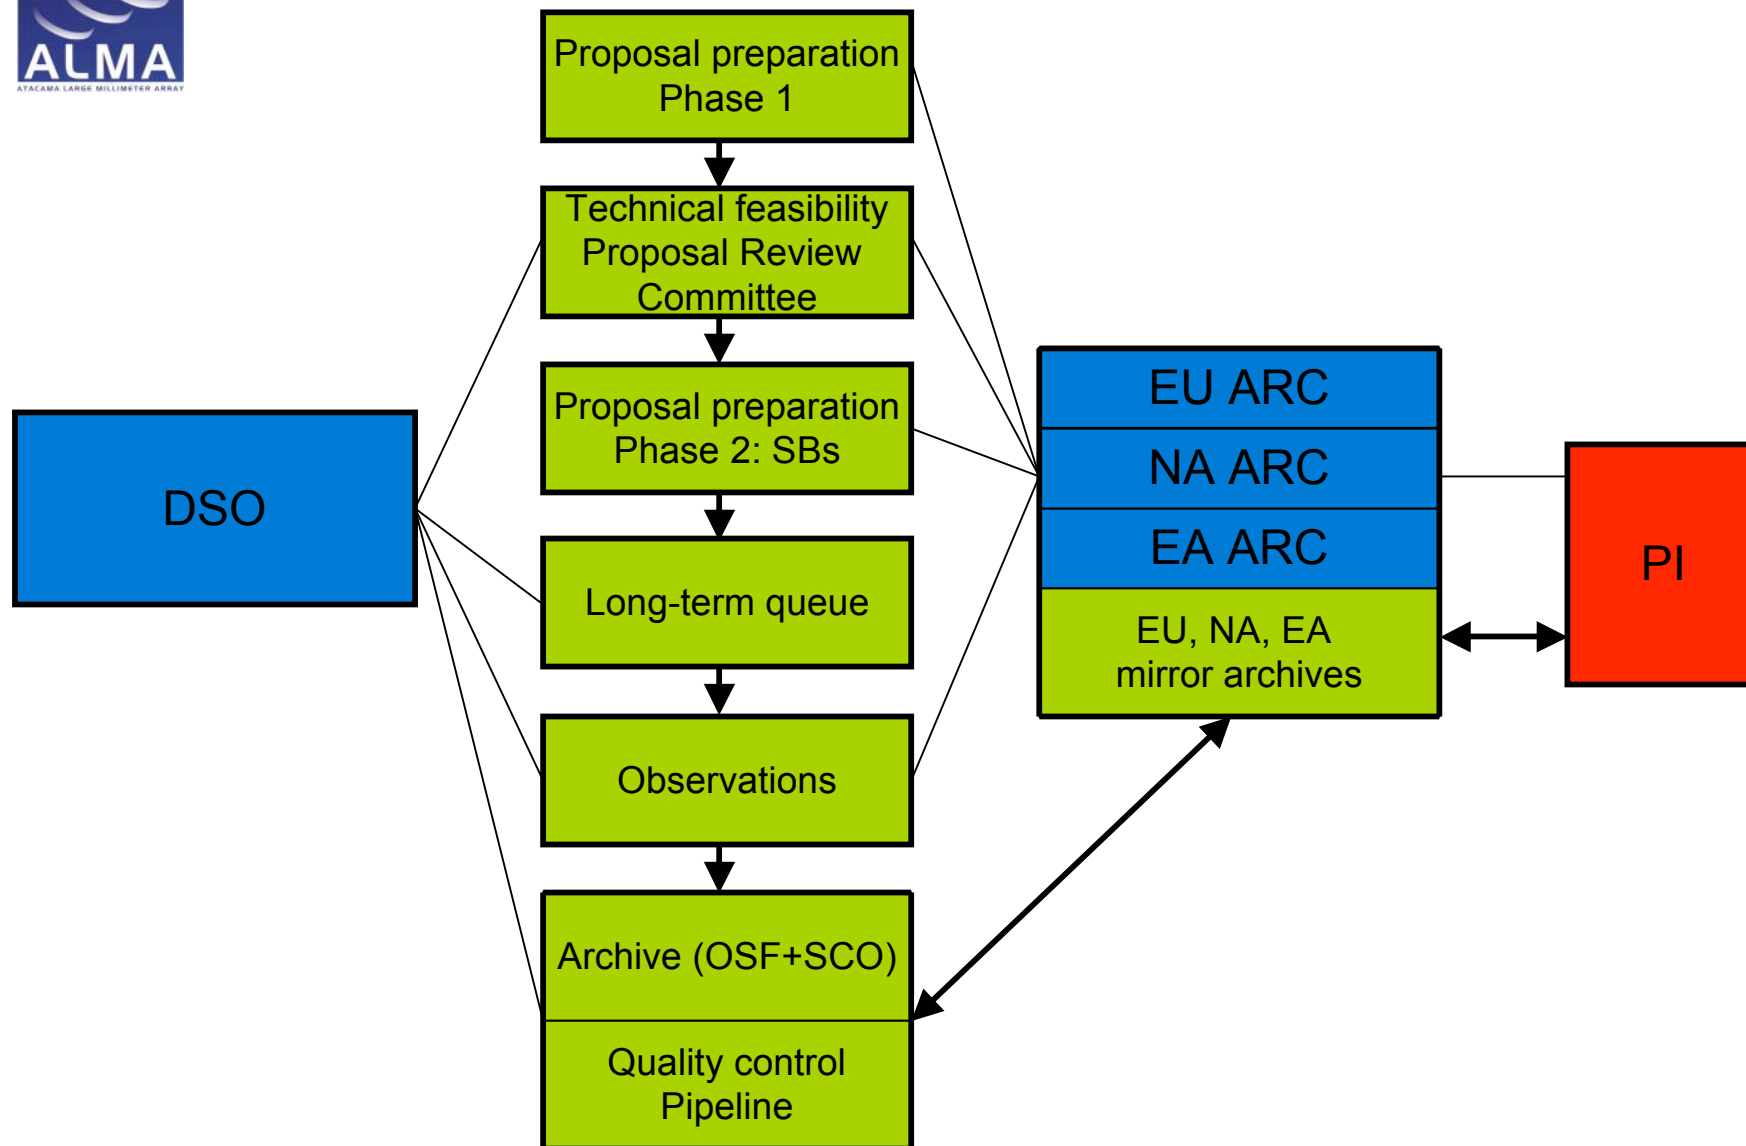 ALMA
ATACAMA LARGE MILLIMETER ARRAY
Proposal preparation
Phase 1
Technical feasibility
Proposal Review
Committee
Proposal preparation
Phase 2: SBs
Long-term queue
Observations
Archive (OSF+SCO)
Quality control
Pipeline
DSO
EU ARC
NA ARC
EA ARC
EU, NA, EA
mirror archives
PI